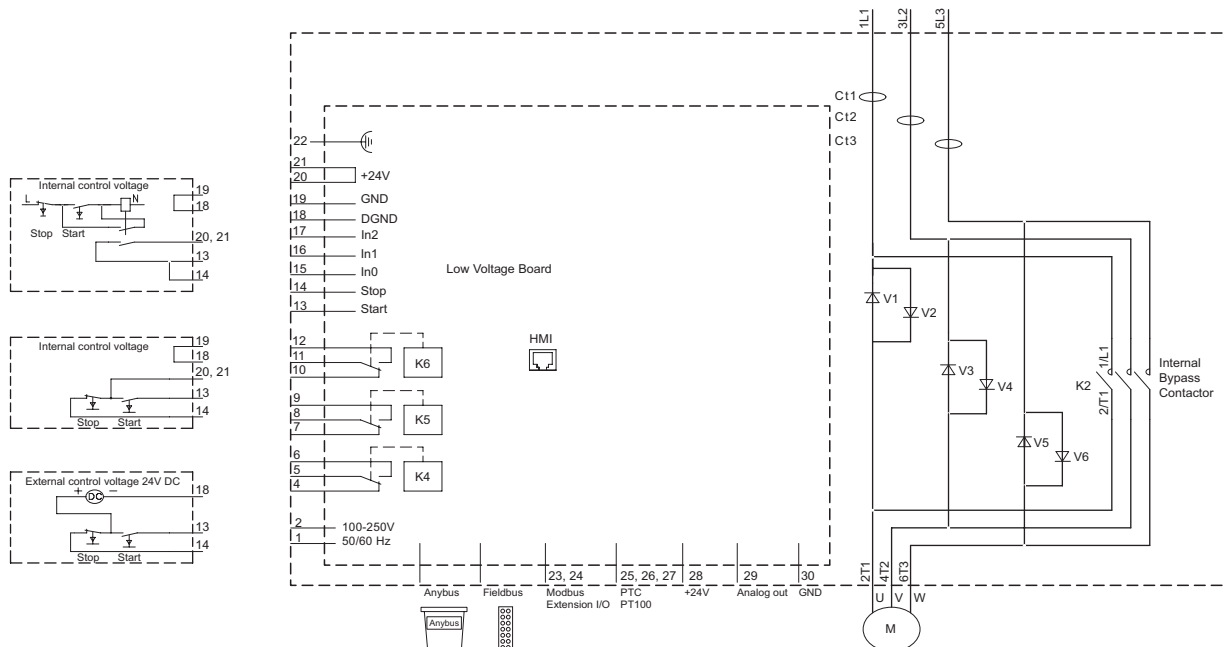 1L1
3L2
5L3
Ct1
Ct2
Ct3
22
21
20
+24V
19
GND
18
DGND
17
In2
16
In1
15
In0
14
Stop
13
Start
Low Voltage Board
HMI
12
11
10
K6
9
8
7
K5
6
5
4
K4
2
100-250V
1
50/60 Hz
Internal control voltage
L
N
Stop
Start
19
18
20, 21
13
14
Internal control voltage
19
18
20, 21
13
14
Stop
Start
External control voltage 24V DC
+
DC
−
18
13
14
Stop
Start
V1
V2
V3
V4
V5
V6
K2
1/L1
2/T1
Internal
Bypass
Contactor
Anybus
Fieldbus
23, 24
Modbus
Extension I/O
25, 26, 27
PTC
PT100
28
+24V
29
Analog out
30
GND
Anybus
2T1
4T2
6T3
U
V
W
M